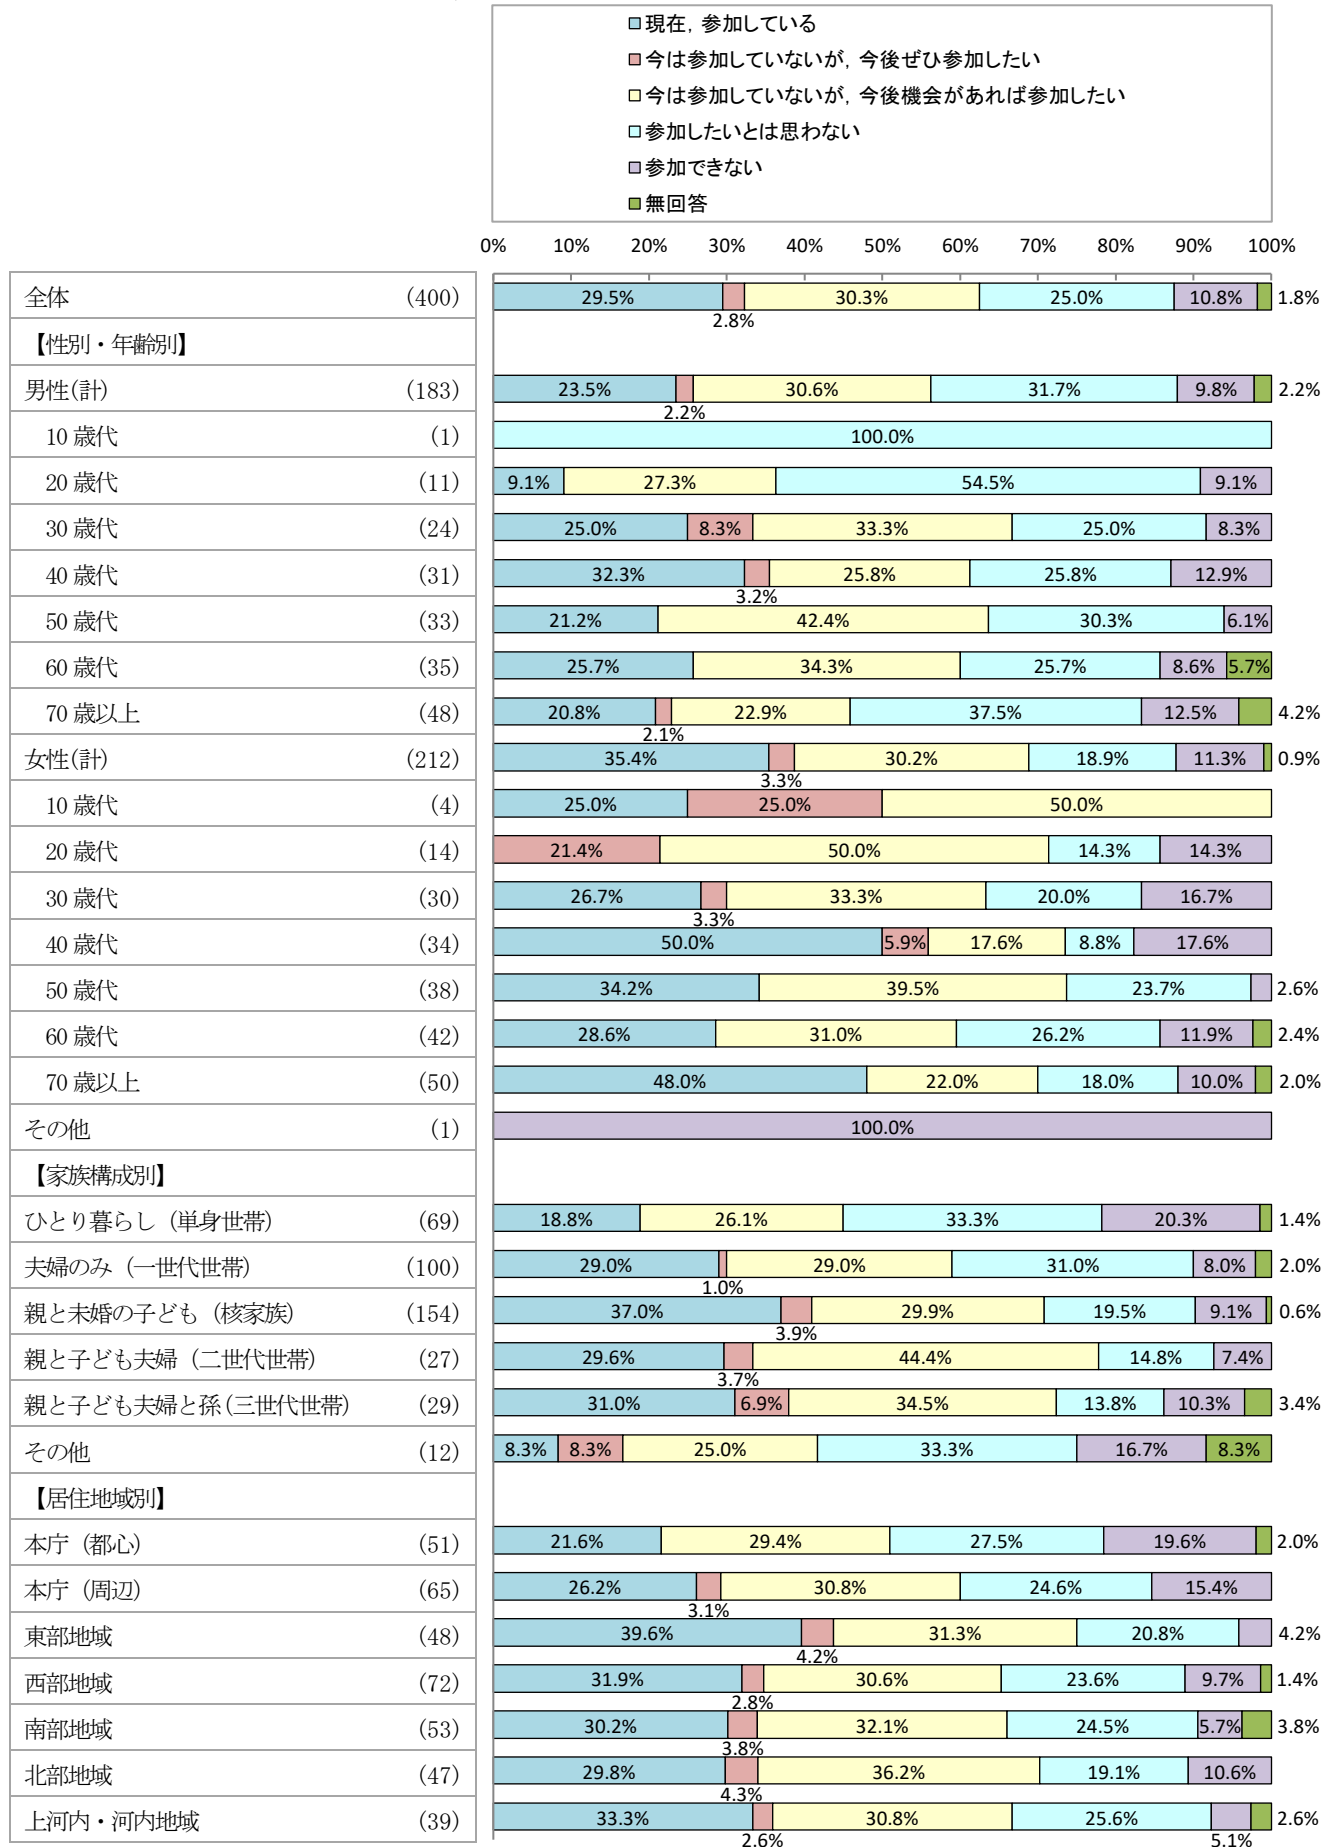 現在，参加している
今は参加していないが，今後ぜひ参加したい
今は参加していないが，今後機会があれば参加したい
参加したいとは思わない
参加できない
無回答
0% 10% 20% 30% 40% 50% 60% 70% 80% 90% 100%
全体 (400) 29.5% 30.3% 25.0% 10.8% 1.8%
2.8%
【性別・年齢別】
男性(計) (183) 23.5% 30.6% 31.7% 9.8% 2.2%
2.2%
10 歳代 (1) 100.0%
20 歳代 (11) 9.1% 27.3% 54.5% 9.1%
30 歳代 (24) 25.0% 8.3% 33.3% 25.0% 8.3%
40 歳代 (31) 32.3% 25.8% 25.8% 12.9%
3.2%
50 歳代 (33) 21.2% 42.4% 30.3% 6.1%
60 歳代 (35) 25.7% 34.3% 25.7% 8.6% 5.7%
70 歳以上 (48) 20.8% 22.9% 37.5% 12.5% 4.2%
2.1%
女性(計) (212) 35.4% 30.2% 18.9% 11.3% 0.9%
3.3%
10 歳代 (4) 25.0% 25.0% 50.0%
20 歳代 (14) 21.4% 50.0% 14.3% 14.3%
30 歳代 (30) 26.7% 33.3% 20.0% 16.7%
3.3%
40 歳代 (34) 50.0% 5.9% 17.6% 8.8% 17.6%
50 歳代 (38) 34.2% 39.5% 23.7% 2.6%
60 歳代 (42) 28.6% 31.0% 26.2% 11.9% 2.4%
70 歳以上 (50) 48.0% 22.0% 18.0% 10.0% 2.0%
その他 (1) 100.0%
【家族構成別】
ひとり暮らし（単身世帯） (69) 18.8% 26.1% 33.3% 20.3% 1.4%
夫婦のみ（一世代世帯） (100) 29.0% 29.0% 31.0% 8.0% 2.0%
1.0%
親と未婚の子ども（核家族） (154) 37.0% 29.9% 19.5% 9.1% 0.6%
3.9%
親と子ども夫婦（二世代世帯） (27) 29.6% 44.4% 14.8% 7.4%
3.7%
親と子ども夫婦と孫(三世代世帯) (29) 31.0% 6.9% 34.5% 13.8% 10.3% 3.4%
その他 (12) 8.3% 8.3% 25.0% 33.3% 16.7% 8.3%
【居住地域別】
本庁（都心） (51) 21.6% 29.4% 27.5% 19.6% 2.0%
本庁（周辺） (65) 26.2% 30.8% 24.6% 15.4%
3.1%
東部地域 (48) 39.6% 31.3% 20.8% 4.2%
4.2%
西部地域 (72) 31.9% 30.6% 23.6% 9.7% 1.4%
2.8%
南部地域 (53) 30.2% 32.1% 24.5% 5.7% 3.8%
3.8%
北部地域 (47) 29.8% 36.2% 19.1% 10.6%
4.3%
上河内・河内地域 (39) 33.3% 30.8% 25.6% 2.6%
2.6% 5.1%